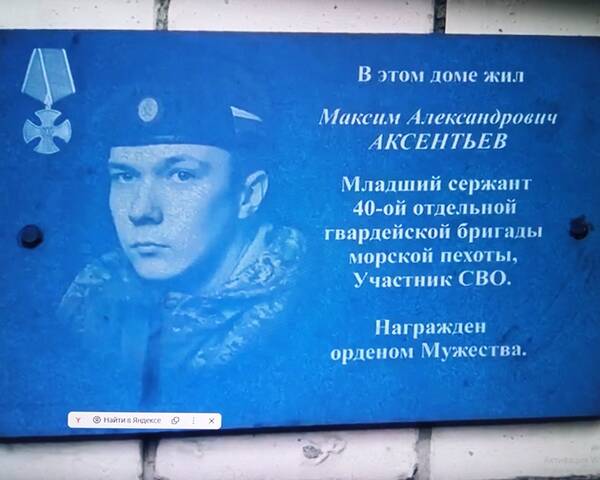 В этом доме жил
Максим Александрович
АКСЕНТЬЕВ
Младший сержант
40-ой отдельной
гвардейской бригады
морской пехоты,
Участник СВО.
Награжден
орденом Мужества.
Найти в Яндексе
Активация W